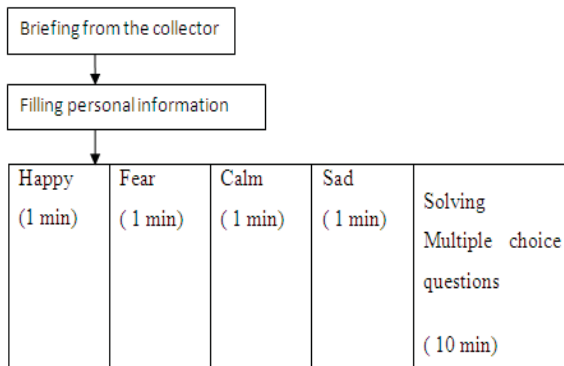 Briefing from the collector
Filling personal information
Happy
(1 min)
Fear
( 1 min)
Calm
( 1 min)
Sad
( 1 min)
Solving
Multiple choice
questions
( 10 min)